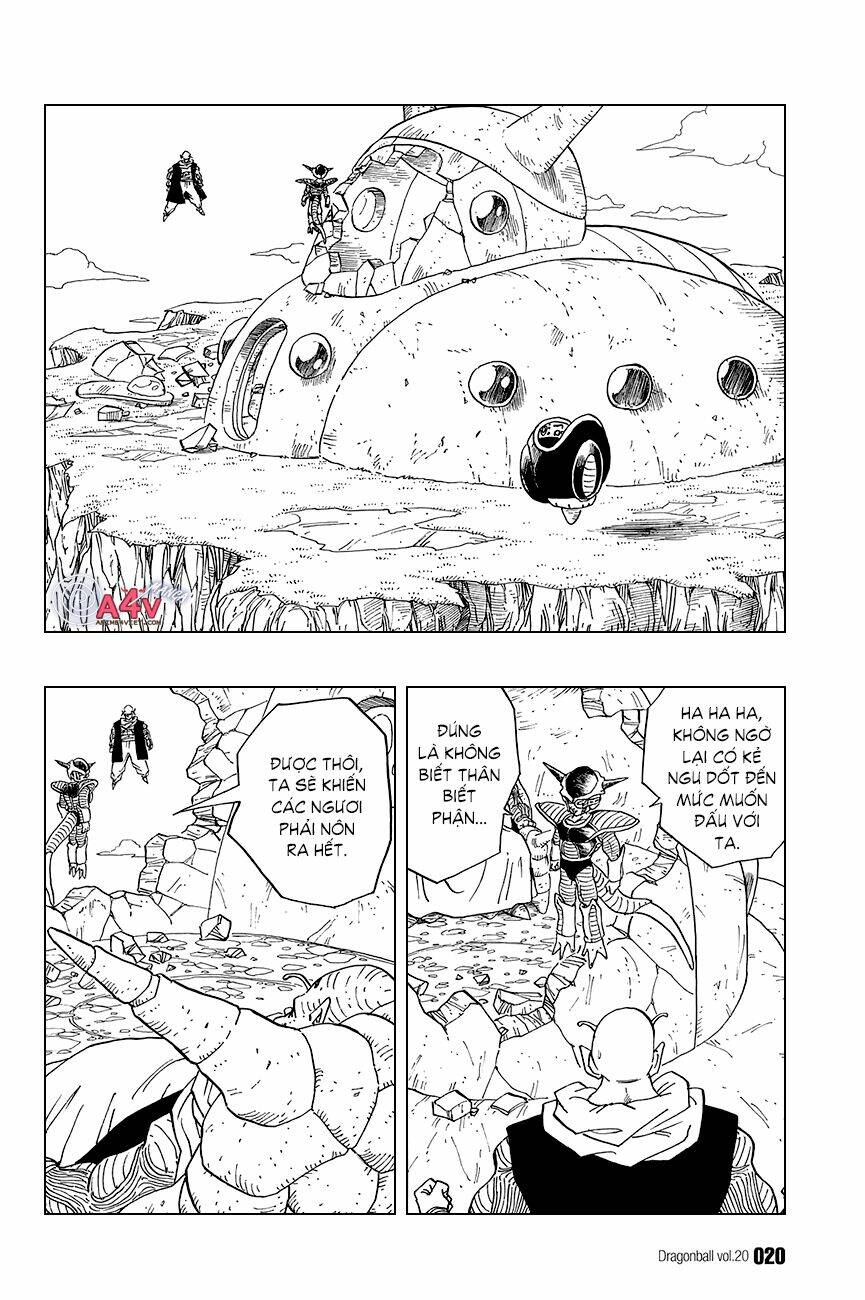 A4V
ANIME4VIET.COM
HA HA HA,
KHÔNG NGỜ
LẠI CÓ KẺ
NGU DỐT ĐẾN
MỨC MUỐN
ĐẤU VỚI
TA.
ĐÚNG
LÀ KHÔNG
BIẾT THÂN
BIẾT
PHẬN...
ĐƯỢC THÔI,
TA SẼ KHIẾN
CÁC NGƯƠI
PHẢI NÔN
RA HẾT.
Dragonball vol.20 020